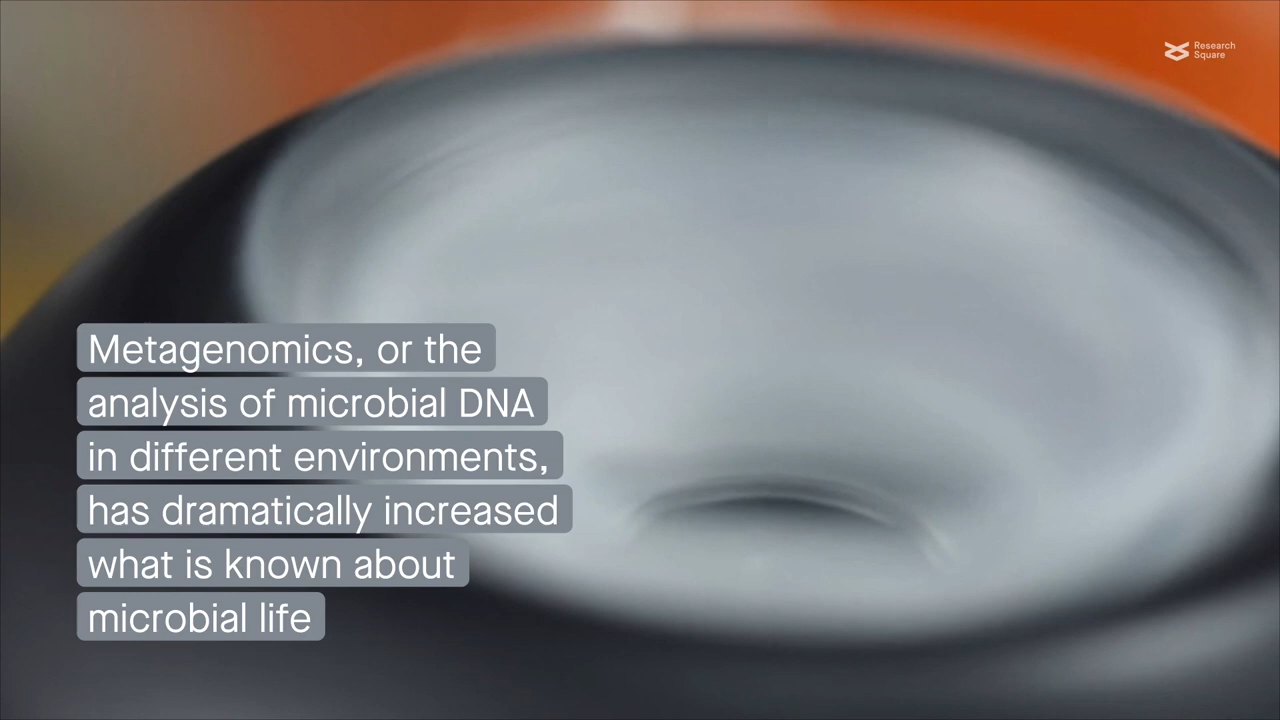 Research
Square
Metagenomics, or the
analysis of microbial DNA
in different environments,
has dramatically increased
what is known about
microbial life